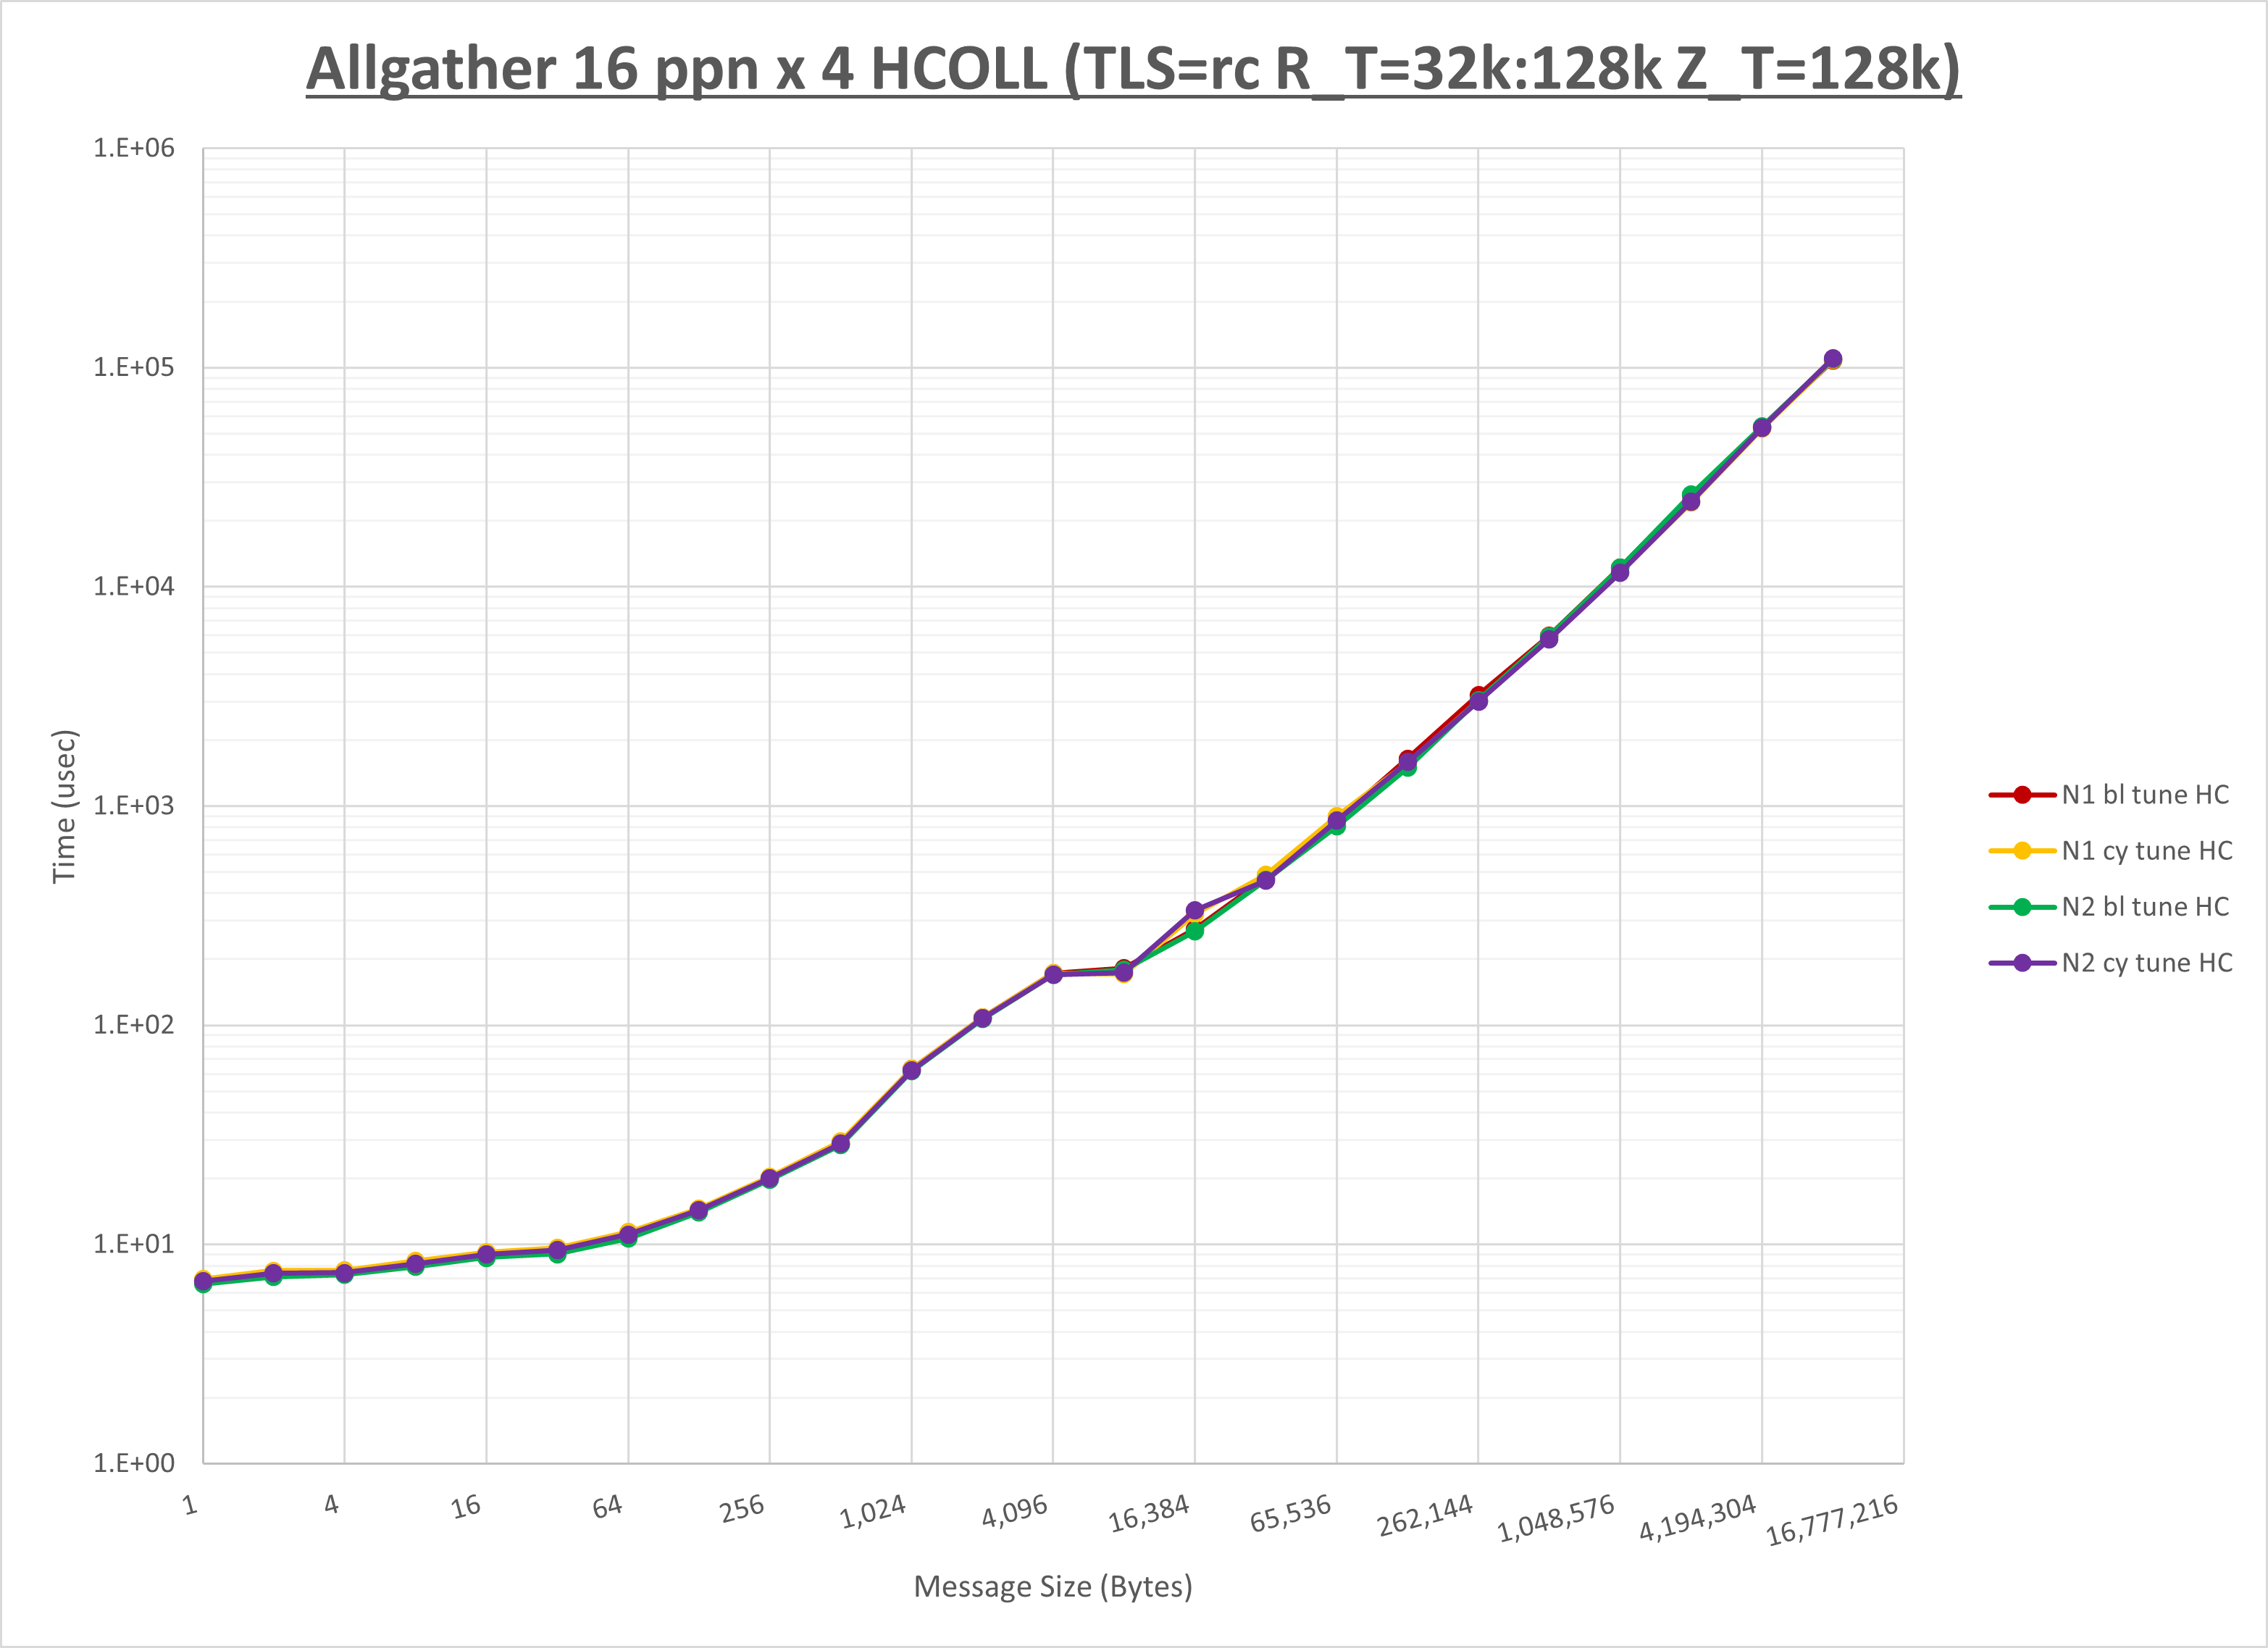 Allgather 16 ppn x 4 HCOLL (TLS=rc R_T=32k:128k Z_T=128k)
1.E+06
1.E+05
1.E+04
1.E+03
1.E+02
1.E+01
1.E+00
Time (usec)
1
4
16
64
256
1,024
4,096
16,384
65,536
262,144
1,048,576
4,194,304
16,777,216
Message Size (Bytes)
N1 bl tune HC
N1 cy tune HC
N2 bl tune HC
N2 cy tune HC